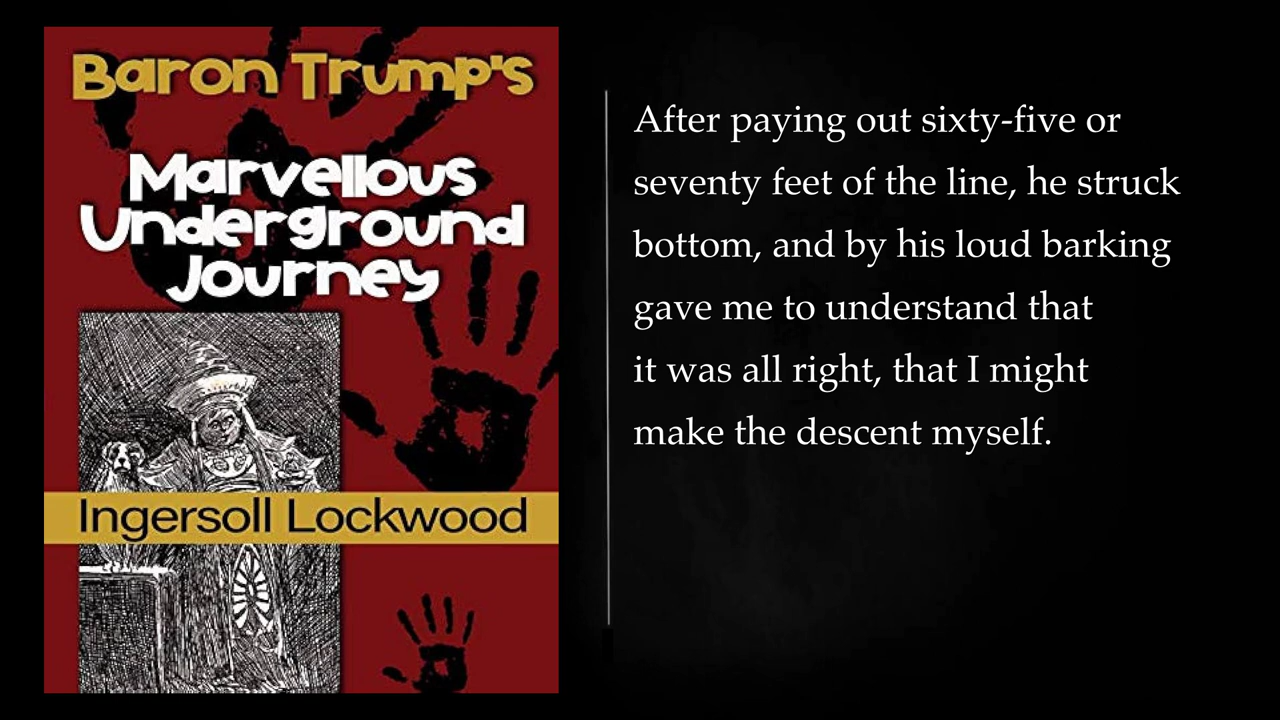 Baron Trump's
Marvellous
Underground
Journey
Ingersoll Lockwood
After paying out sixty-five or
seventy feet of the line, he struck
bottom, and by his loud barking
gave me to understand that
it was all right, that I might
make the descent myself.